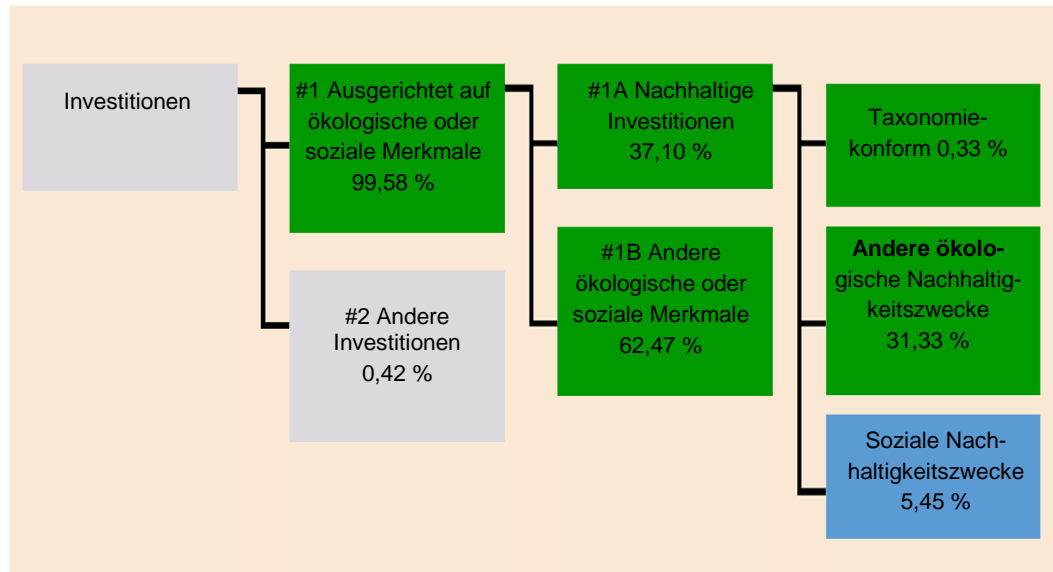 Investitionen
#1 Ausgerichtet auf
ökologische oder
soziale Merkmale
99,58 %
#2 Andere
Investitionen
0,42 %
#1A Nachhaltige
Investitionen
37,10 %
#1B Andere
ökologische oder
soziale Merkmale
62,47 %
Taxonomie-
konform 0,33 %
Andere ökolo-
gische Nachhaltig-
keitszwecke
31,33 %
Soziale Nach-
haltigkeitszwecke
5,45 %